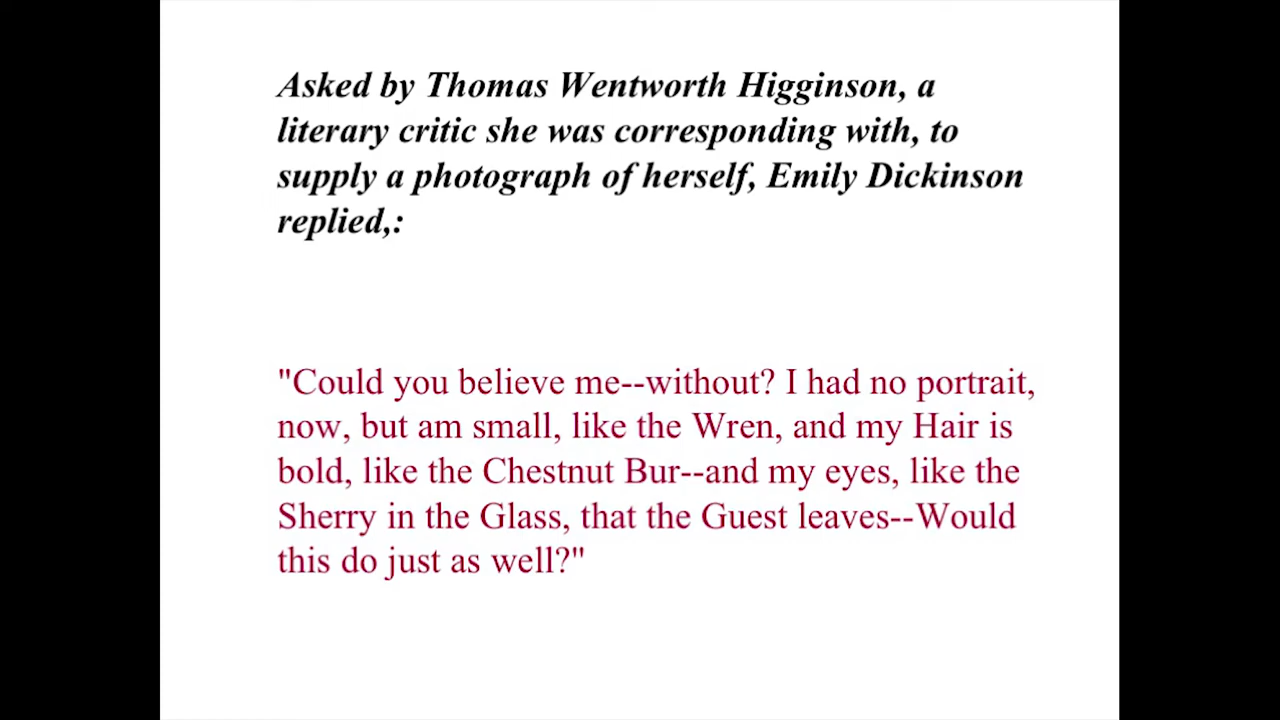 Asked by Thomas Wentworth Higginson, a
literary critic she was corresponding with, to
supply a photograph of herself, Emily Dickinson
replied,:
"Could you believe me--without? I had no portrait,
now, but am small, like the Wren, and my Hair is
bold, like the Chestnut Bur--and my eyes, like the
Sherry in the Glass, that the Guest leaves--Would
this do just as well?"